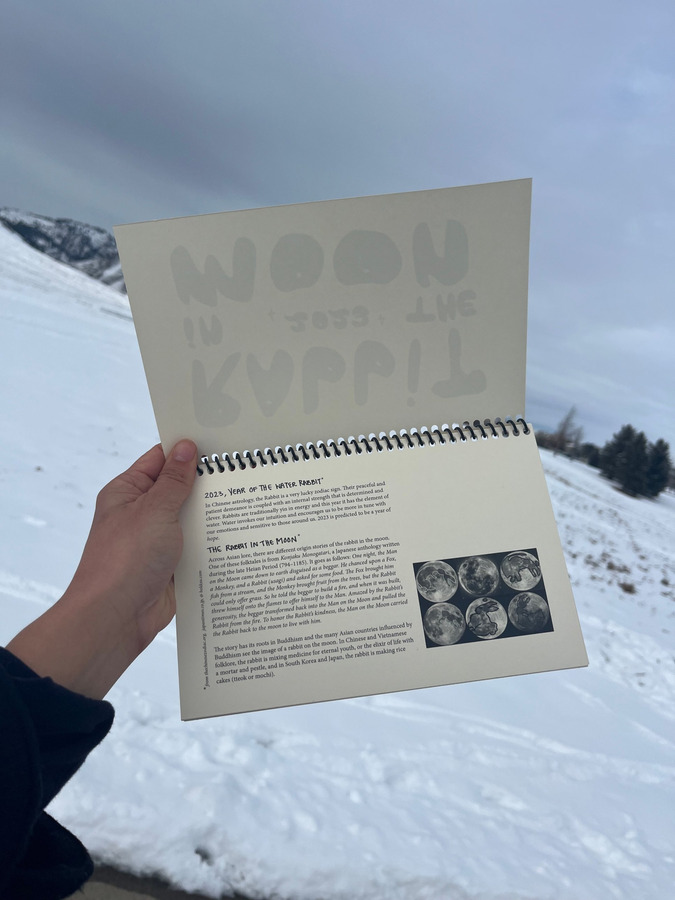 RABBiT
iN · 2023 · THE
MOON
2023, YEAR OF THE WATER RABBIT*
In Chinese astrology, the Rabbit is a very lucky zodiac sign. Their peaceful and
patient demeanor is coupled with an internal strength that is determined and
clever. Rabbits are traditionally yin in energy and this year it has the element of
water. Water invokes our intuition and encourages us to be more in tune with
our emotions and sensitive to those around us. 2023 is predicted to be a year of
hope.
THE RABBIT IN THE MOON*
Across Asian lore, there are different origin stories of the rabbit in the moon.
One of these folktales is from Konjaku Monogatari, a Japanese anthology written
during the late Heian Period (794-1185). It goes as follows: One night, the Man
on the Moon came down to earth disguised as a beggar. He chanced upon a Fox,
a Monkey, and a Rabbit (usagi) and asked for some food. The Fox brought him
fish from a stream, and the Monkey brought fruit from the trees, but the Rabbit
could only offer grass. So he told the beggar to build a fire, and when it was built,
threw himself onto the flames to offer himself to the Man. Amazed by the Rabbit's
generosity, the beggar transformed back into the Man on the Moon and pulled the
Rabbit from the fire. To honor the Rabbit's kindness, the Man on the Moon carried
the Rabbit back to the moon to live with him.
The story has its roots in Buddhism and the many Asian countries influenced by
Buddhism see the image of a rabbit on the moon. In Chinese and Vietnamese
folklore, the rabbit is mixing medicine for eternal youth, or the elixir of life with
a mortar and pestle, and in South Korea and Japan, the rabbit is making rice
cakes (tteok or mochi).